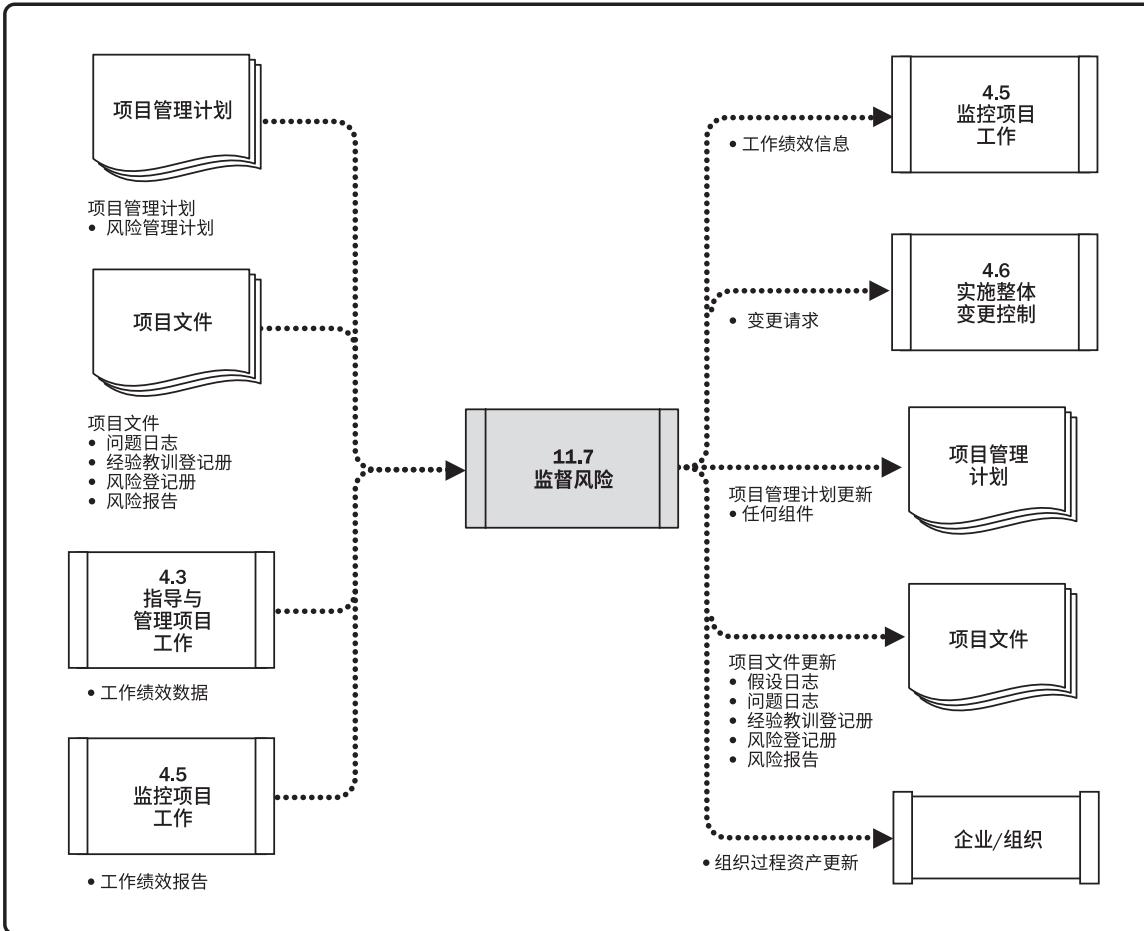 项目管理计划
项目管理计划
• 风险管理计划
项目文件
项目文件
• 问题日志
• 经验教训登记册
• 风险登记册
• 风险报告
4.3
指导与
管理项目
工作
• 工作绩效数据
4.5
监控项目
工作
• 工作绩效报告
11.7
监督风险
• 工作绩效信息
4.5
监控项目
工作
• 变更请求
4.6
实施整体
变更控制
项目管理计划更新
• 任何组件
项目管理
计划
项目文件更新
• 假设日志
• 问题日志
• 经验教训登记册
• 风险登记册
• 风险报告
项目文件
• 组织过程资产更新
企业/组织